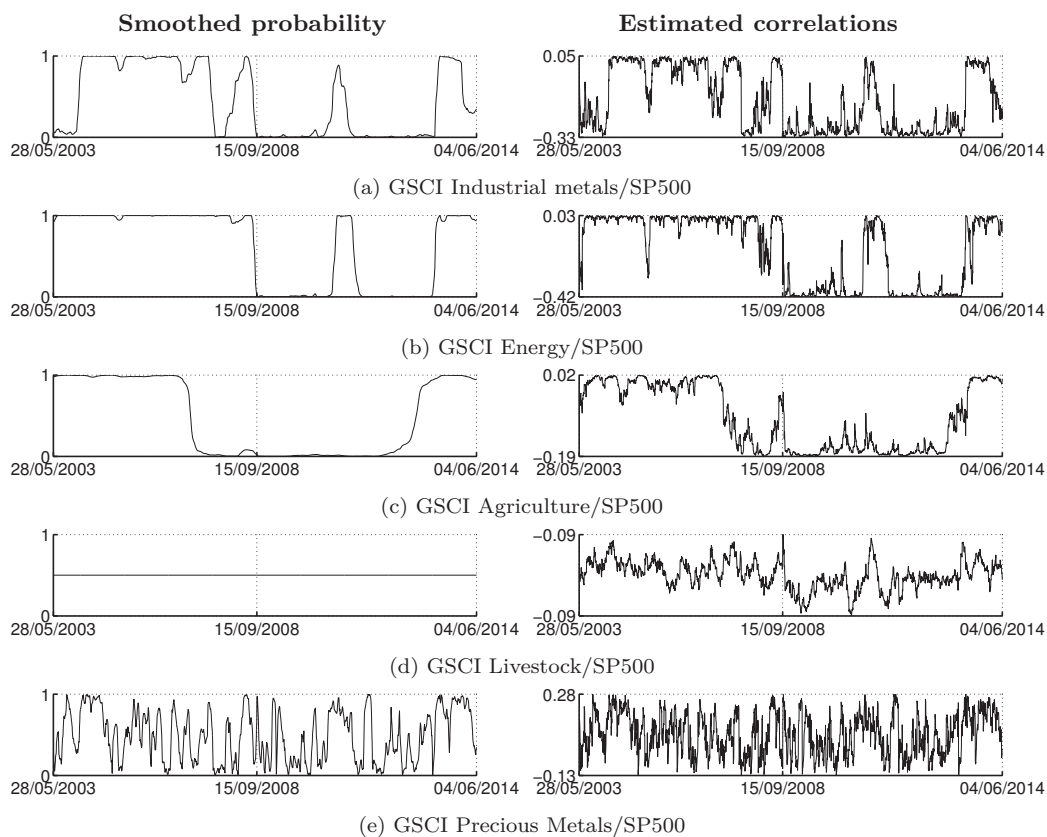 Smoothed probability Estimated correlations
1 0.05
0 -0.33
28/05/2003 15/09/2008 04/06/2014 28/05/2003 15/09/2008 04/06/2014
(a) GSCI Industrial metals/SP500
1 0.03
0 -0.42
28/05/2003 15/09/2008 04/06/2014 28/05/2003 15/09/2008 04/06/2014
(b) GSCI Energy/SP500
1 0.02
0 -0.19
28/05/2003 15/09/2008 04/06/2014 28/05/2003 15/09/2008 04/06/2014
(c) GSCI Agriculture/SP500
1 -0.09
0 -0.09
28/05/2003 15/09/2008 04/06/2014 28/05/2003 15/09/2008 04/06/2014
(d) GSCI Livestock/SP500
1 0.28
0 -0.13
28/05/2003 15/09/2008 04/06/2014 28/05/2003 15/09/2008 04/06/2014
(e) GSCI Precious Metals/SP500